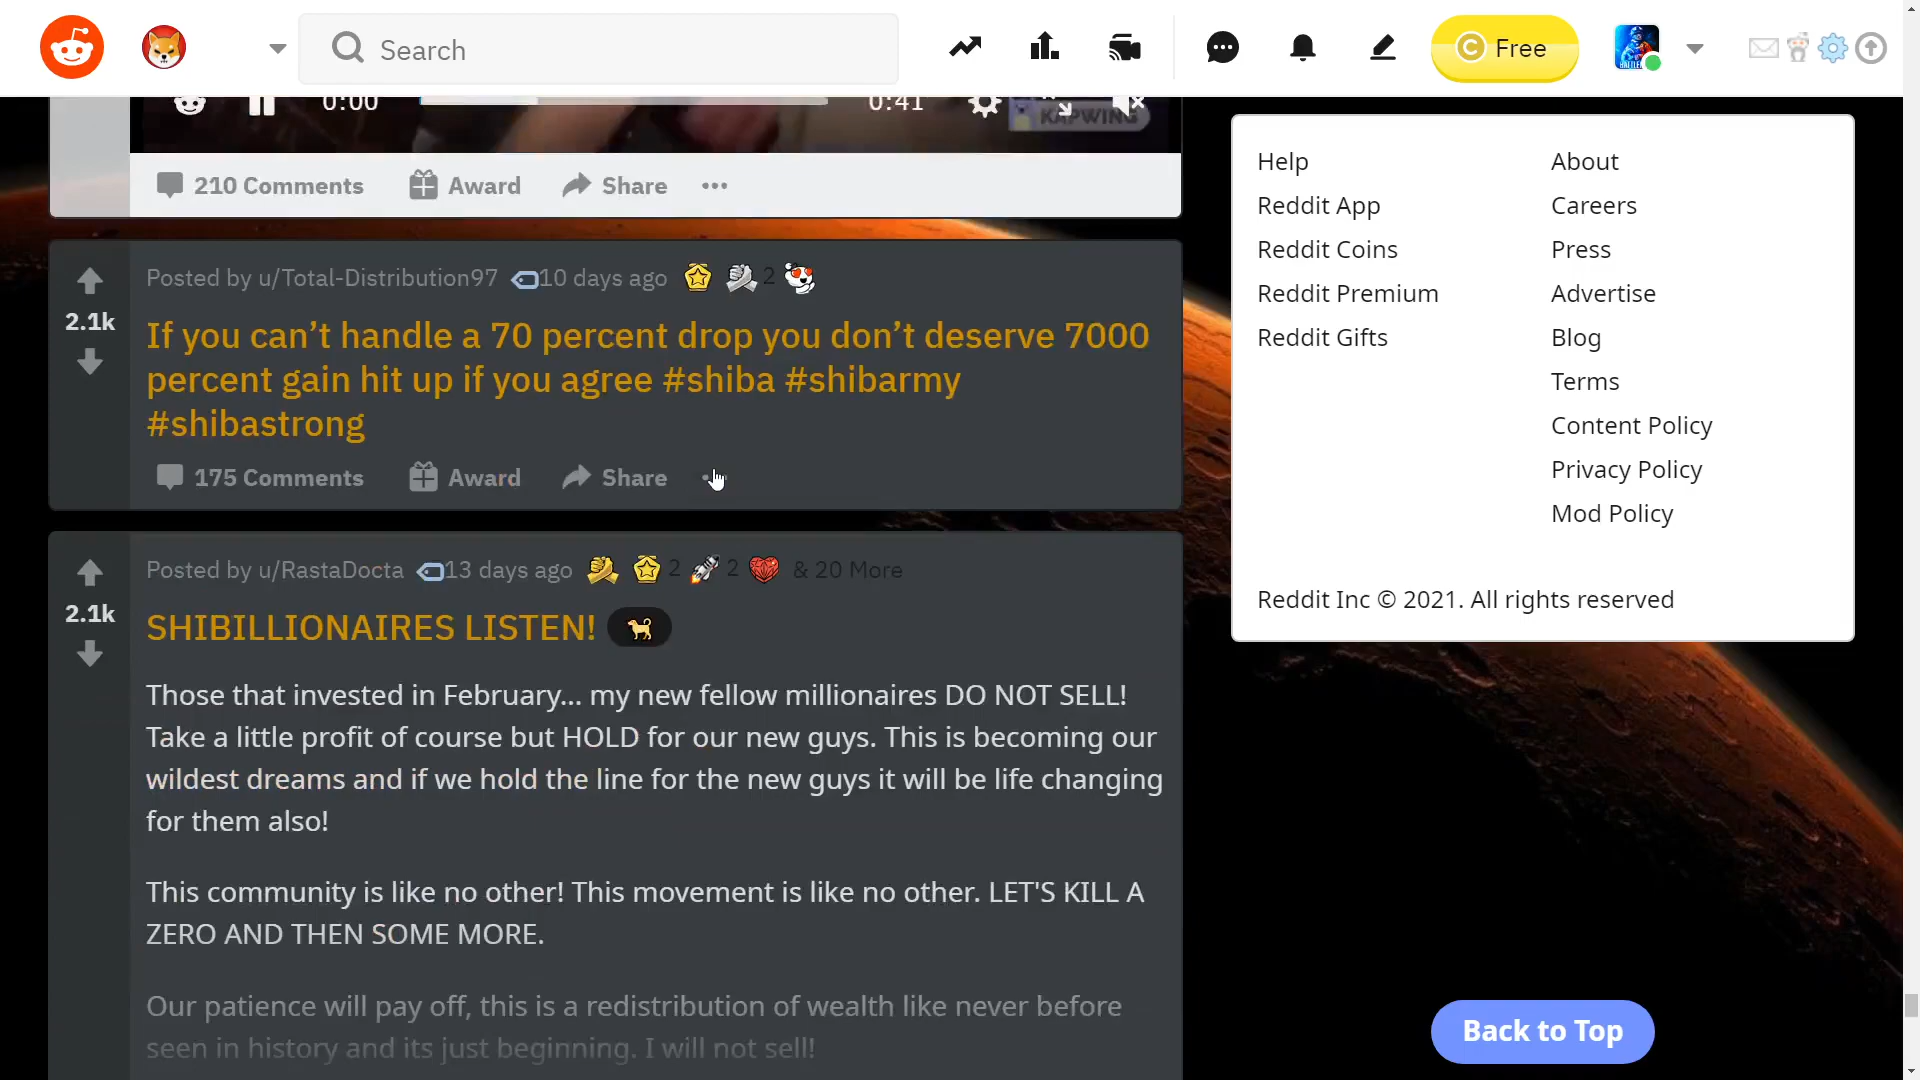 Search
Free
0:00
0:41
KAPWING
210 Comments Award Share
Posted by u/Total-Distribution97 10 days ago 2
2.1k
If you can’t handle a 70 percent drop you don’t deserve 7000
percent gain hit up if you agree #shiba #shibarmy
#shibastrong
175 Comments Award Share
Posted by u/RastaDocta 13 days ago 2 2 & 20 More
2.1k
SHIBILLIONAIRES LISTEN!
Those that invested in February... my new fellow millionaires DO NOT SELL!
Take a little profit of course but HOLD for our new guys. This is becoming our
wildest dreams and if we hold the line for the new guys it will be life changing
for them also!
This community is like no other! This movement is like no other. LET'S KILL A
ZERO AND THEN SOME MORE.
Our patience will pay off, this is a redistribution of wealth like never before
seen in history and its just beginning. I will not sell!
Help
Reddit App
Reddit Coins
Reddit Premium
Reddit Gifts
About
Careers
Press
Advertise
Blog
Terms
Content Policy
Privacy Policy
Mod Policy
Reddit Inc © 2021. All rights reserved
Back to Top